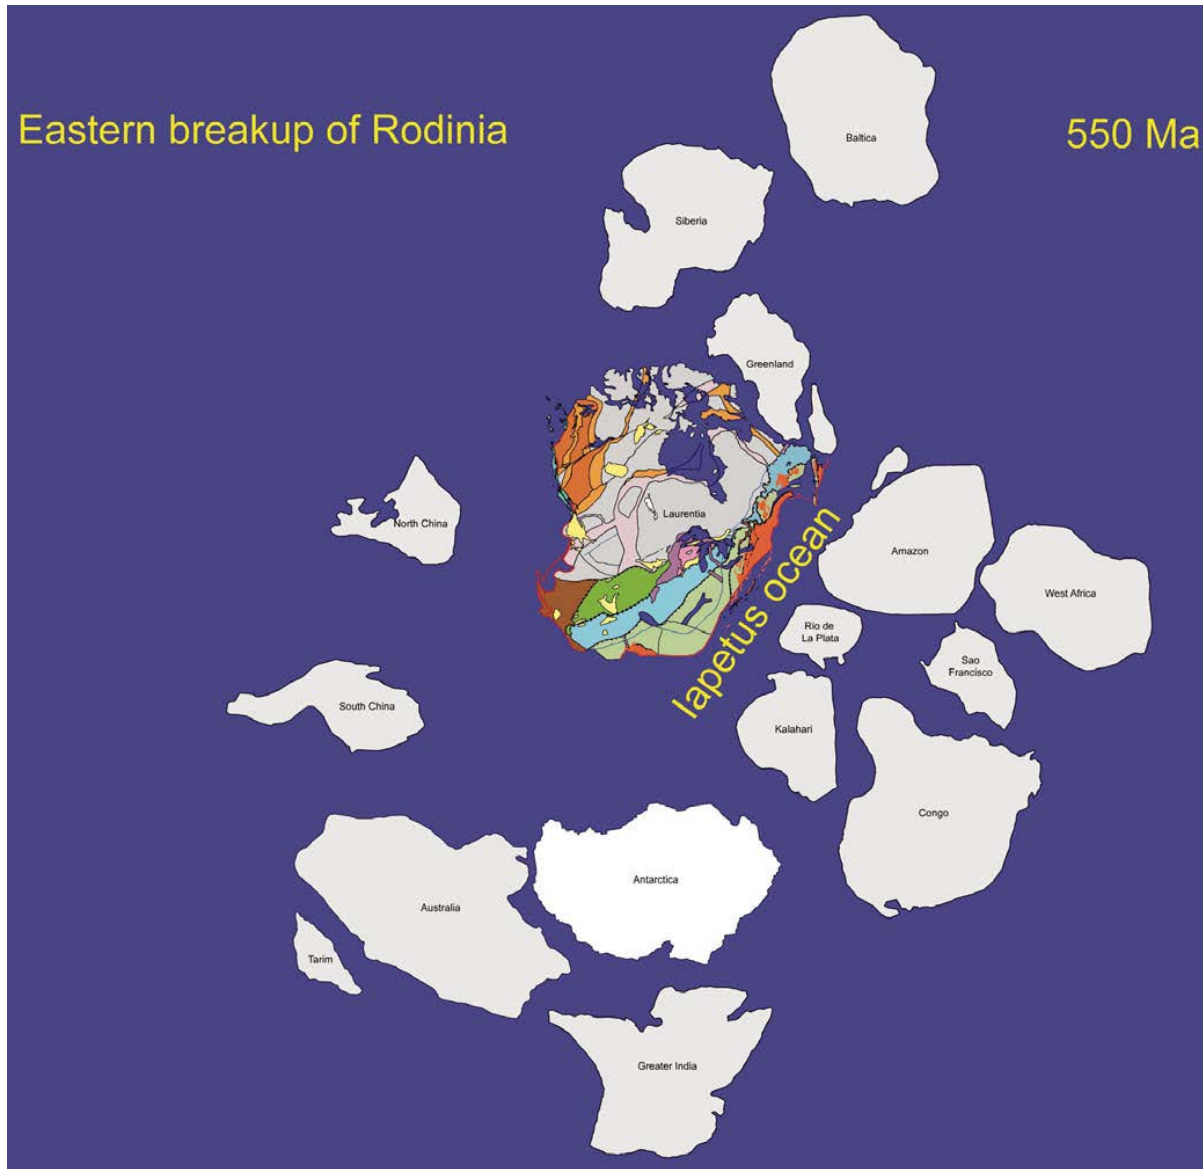 Eastern breakup of Rodinia
550 Ma
Baltica
Siberia
Greenland
Laurentia
North China
Iapetus ocean
Amazon
West Africa
Rio de
La Plata
Sao
Francisco
South China
Kalahari
Congo
Antarctica
Australia
Tarim
Greater India